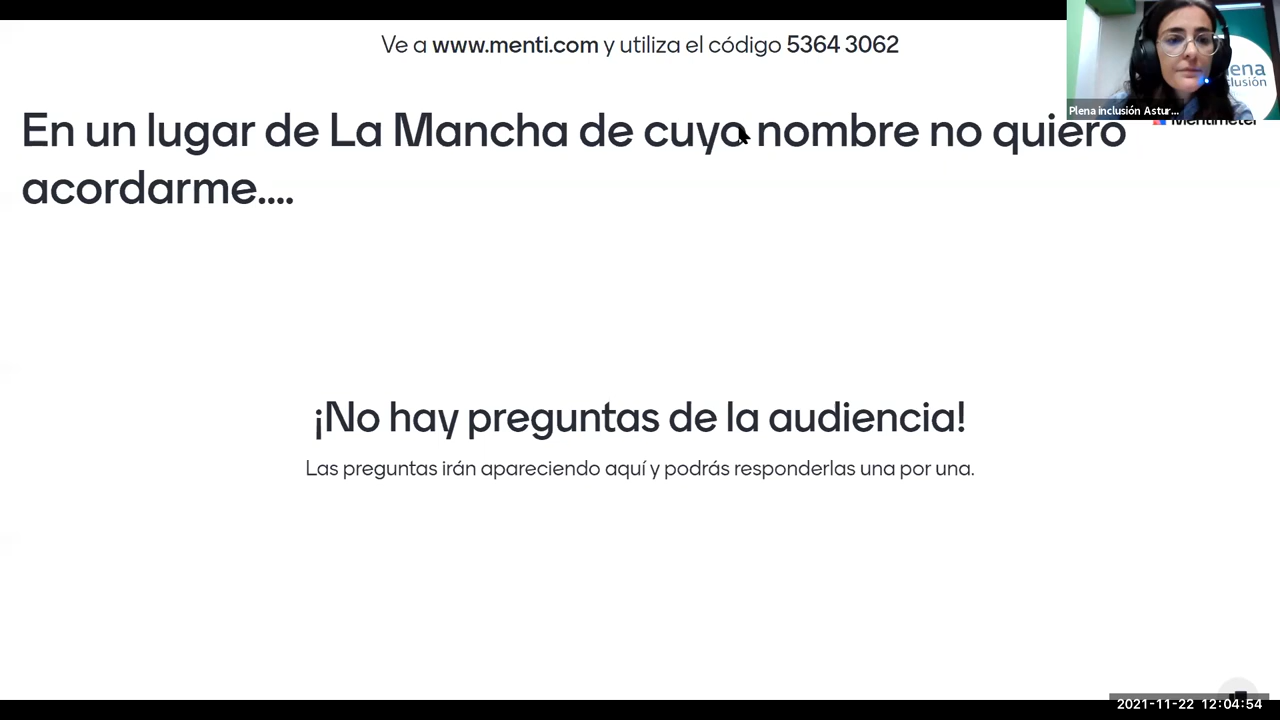 Ve a www.menti.com y utiliza el código 5364 3062
En un lugar de La Mancha de cuyo nombre no quiero
acordarme....
Plena inclusión Astur...
Mentimeter
¡No hay preguntas de la audiencia!
Las preguntas irán apareciendo aquí y podrás responderlas una por una.
2021-11-22 12:04:54